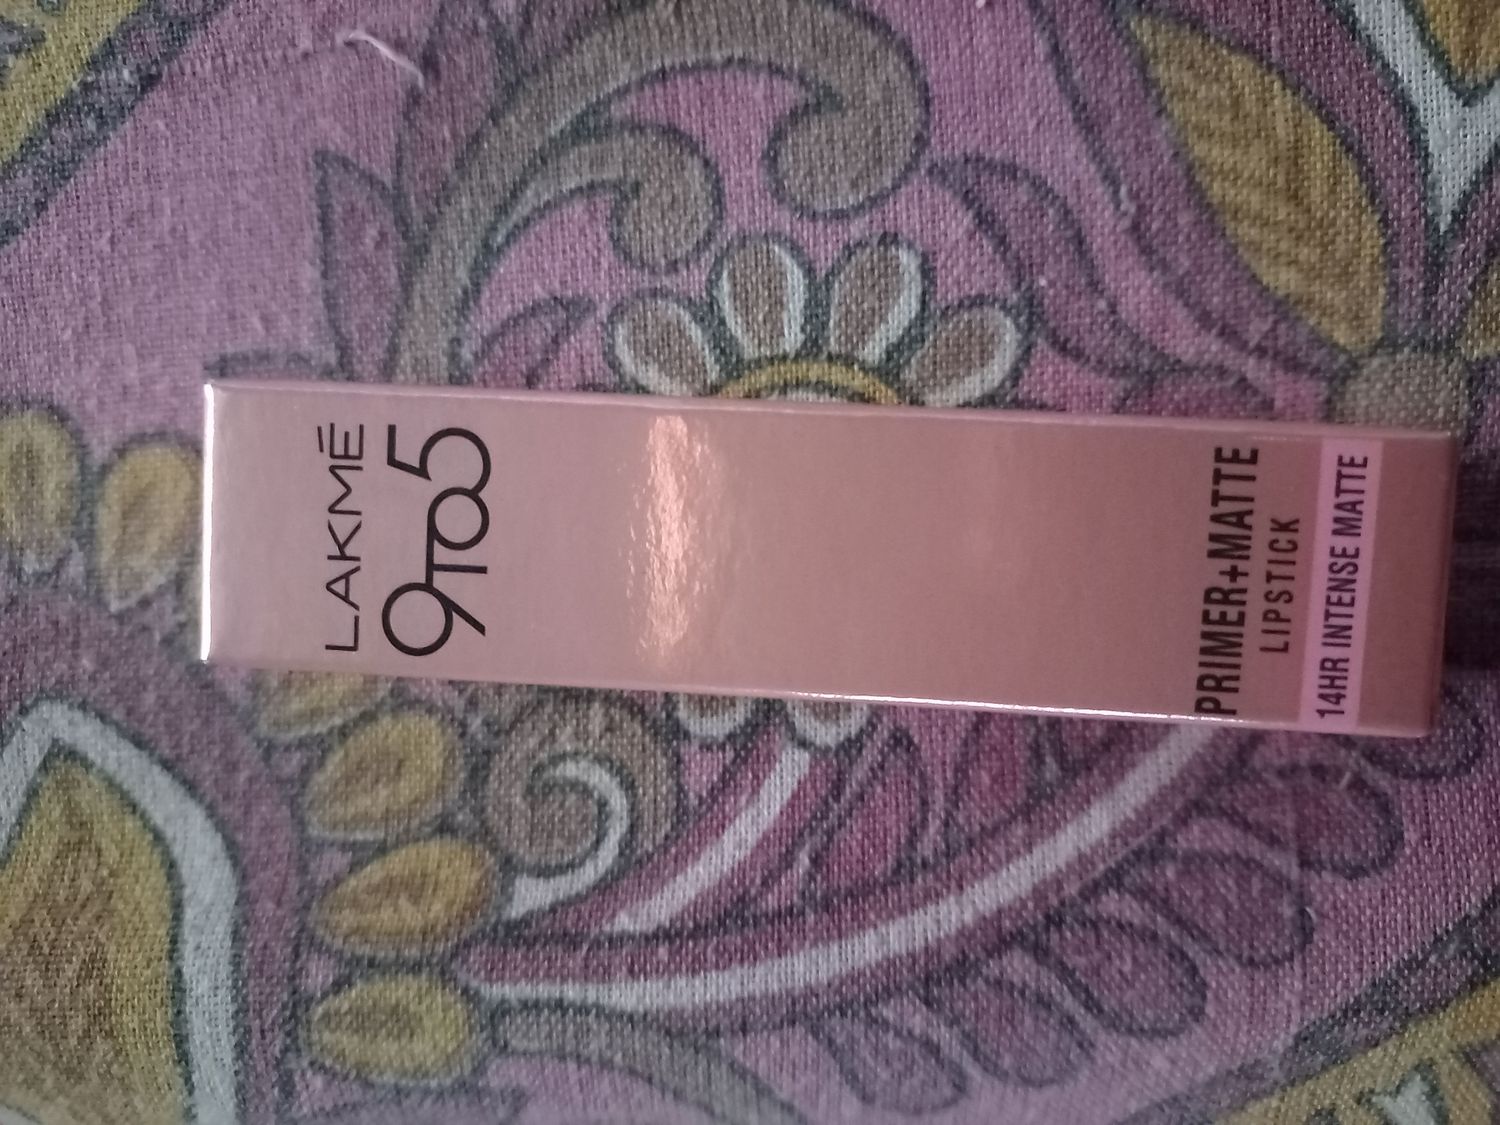 LAKMĒ
9TO5
PRIMER+MATTE
LIPSTICK
14HR INTENSE MATTE